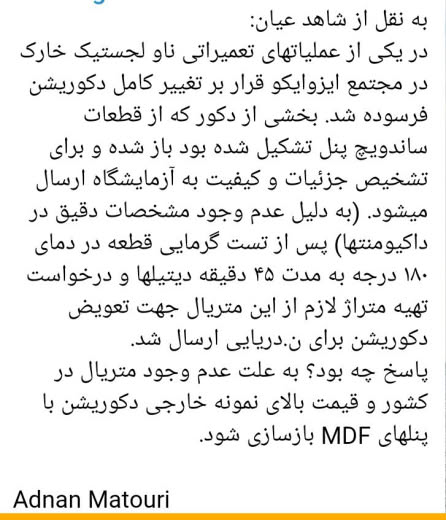 به نقل از شاهد عیان:
در یکی از عملیاتهای تعمیراتی ناو لجستیک خارک
در مجتمع ایزوایکو قرار بر تغییر کامل دکوریشن
فرسوده شد. بخشی از دکور که از قطعات
ساندویچ پنل تشکیل شده بود باز شده و برای
تشخیص جزئیات و کیفیت به آزمایشگاه ارسال
میشود. (به دلیل عدم وجود مشخصات دقیق در
داکیومنتها) پس از تست گرمایی قطعه در دمای
۱۸۰ درجه به مدت ۴۵ دقیقه دیتیلها و درخواست
تهیه متراژ لازم از این متریال جهت تعویض
دکوریشن برای ن.دریایی ارسال شد.
پاسخ چه بود؟ به علت عدم وجود متریال در
کشور و قیمت بالای نمونه خارجی دکوریشن با
پنلهای MDF بازسازی شود.
Adnan Matouri